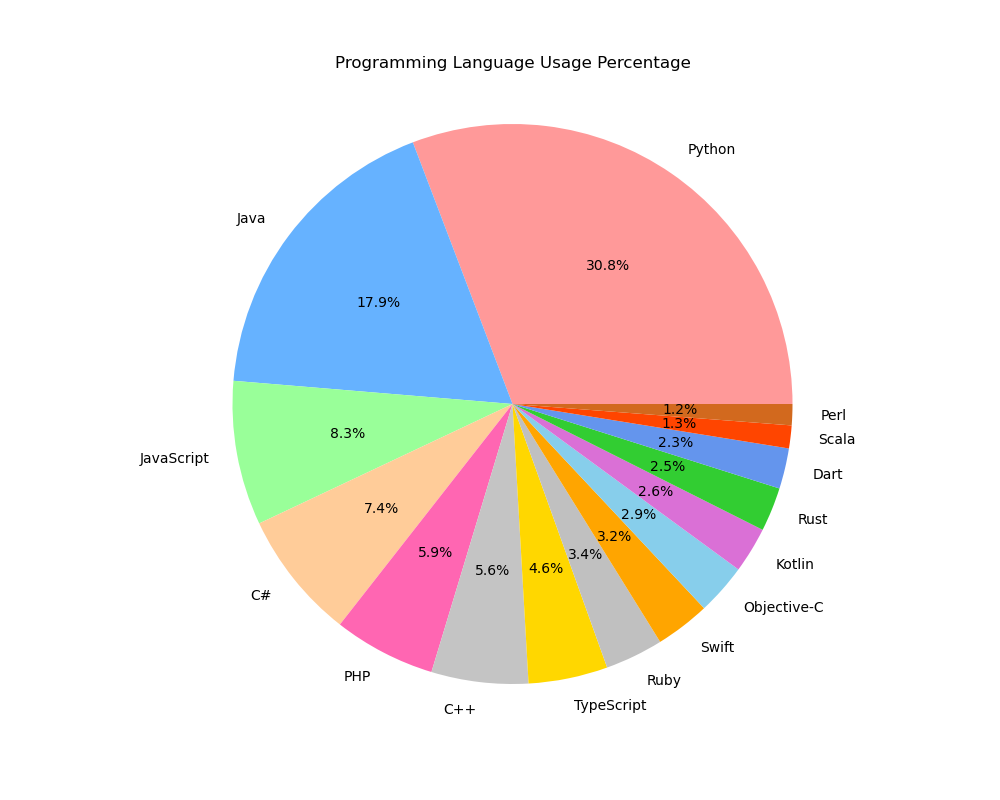 Programming Language Usage Percentage
Python
30.8%
Java
17.9%
JavaScript
8.3%
C#
7.4%
PHP
5.9%
C++
5.6%
TypeScript
4.6%
Ruby
3.4%
Swift
3.2%
Objective-C
2.9%
Kotlin
2.6%
Rust
2.5%
Dart
2.3%
Scala
1.3%
Perl
1.2%